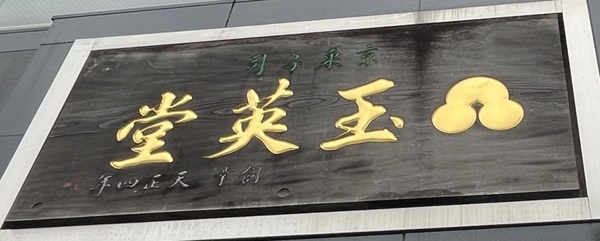 京菓子司
玉英堂
創業 天正四年